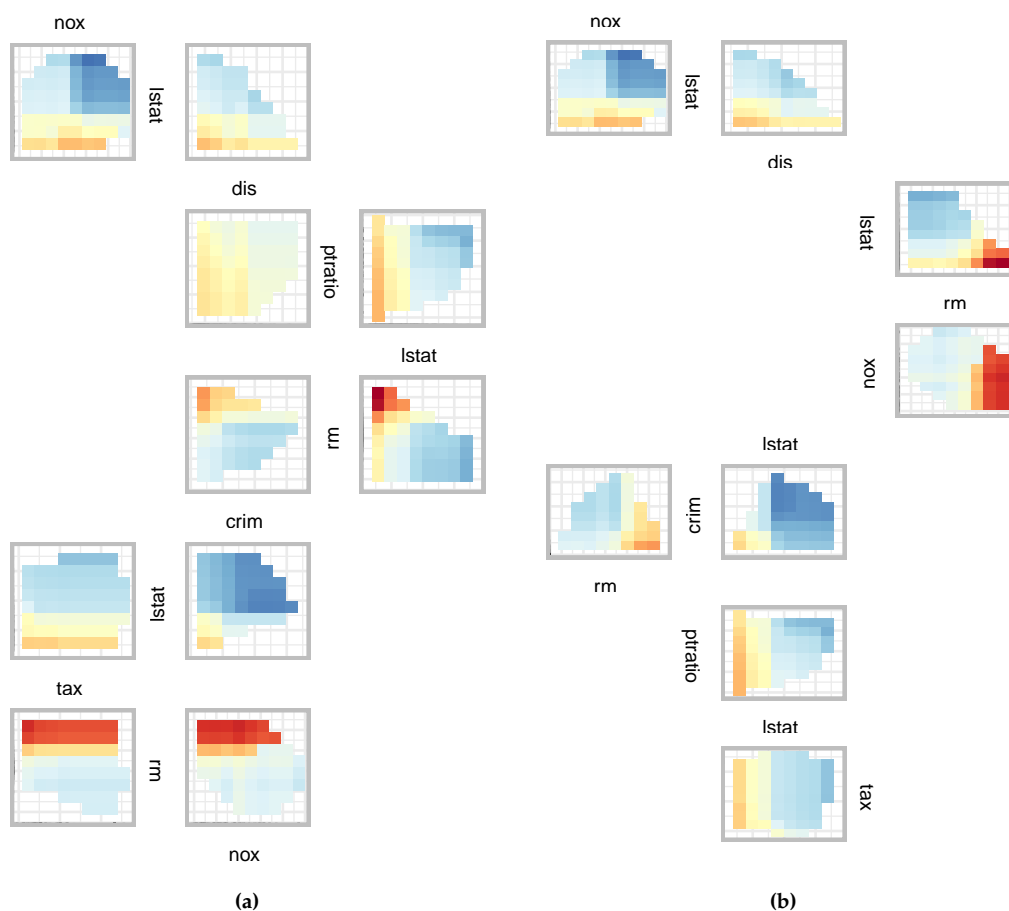 nox
lstat
dis
ptratio
lstat
rm
crim
lstat
tax
rm
nox
(a)
nox
lstat
dis
lstat
rm
nox
lstat
crim
rm
ptratio
lstat
tax
(b)